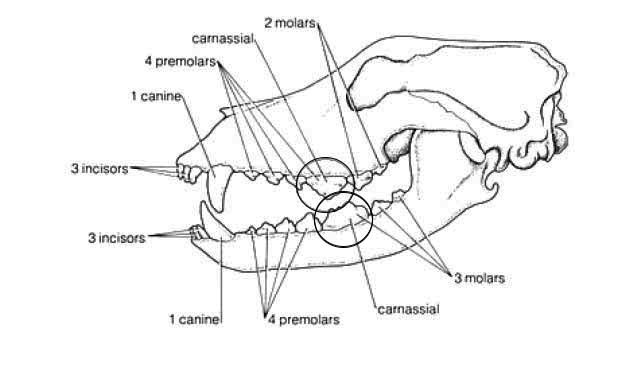 2 molars
carnassial
4 premolars
1 canine
3 incisors
3 incisors
3 molars
carnassial
1 canine
4 premolars